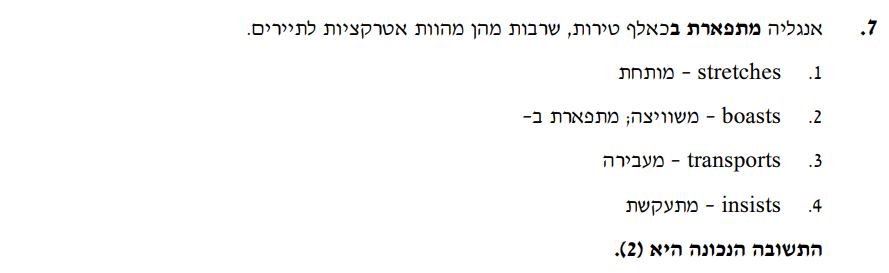 7. אנגליה מתפארת בכאלף טירות, שרבות מהן מהוות אטרקציות לתיירים.
1. stretches – מותחת
2. boasts – משוויצה; מתפארת ב-
3. transports – מעבירה
4. insists – מתעקשת
התשובה הנכונה היא (2).